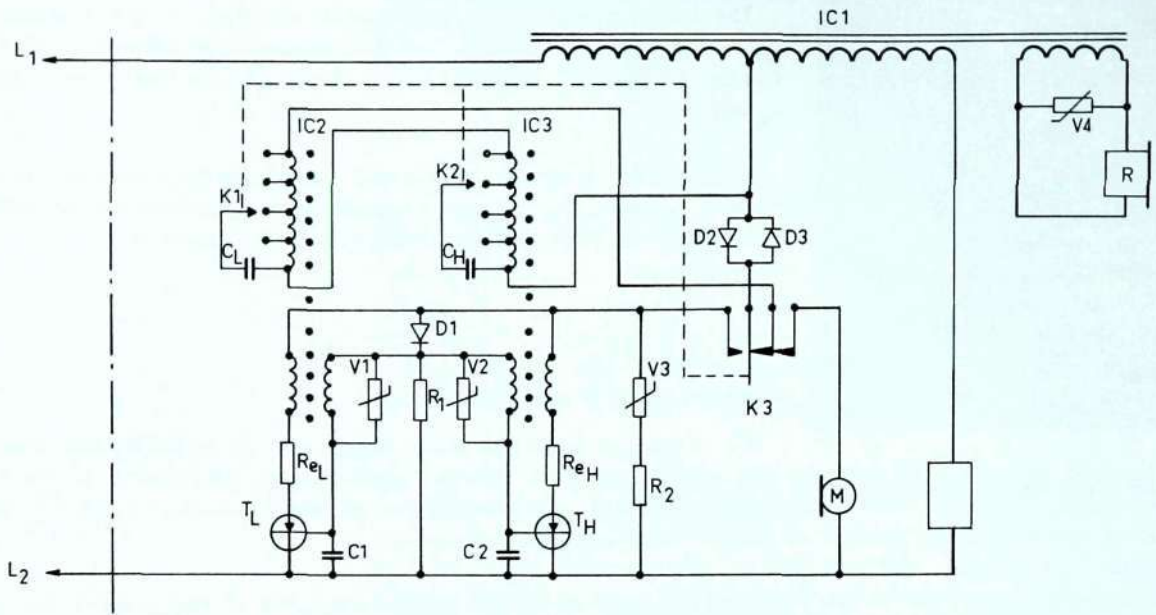 IC1
L1
IC2
IC3
V4
K1
K2
R
CL
CH
D2
D3
D1
V1
V2
V3
R1
K3
ReL
ReH
R2
TL
TH
M
C1
C2
L2